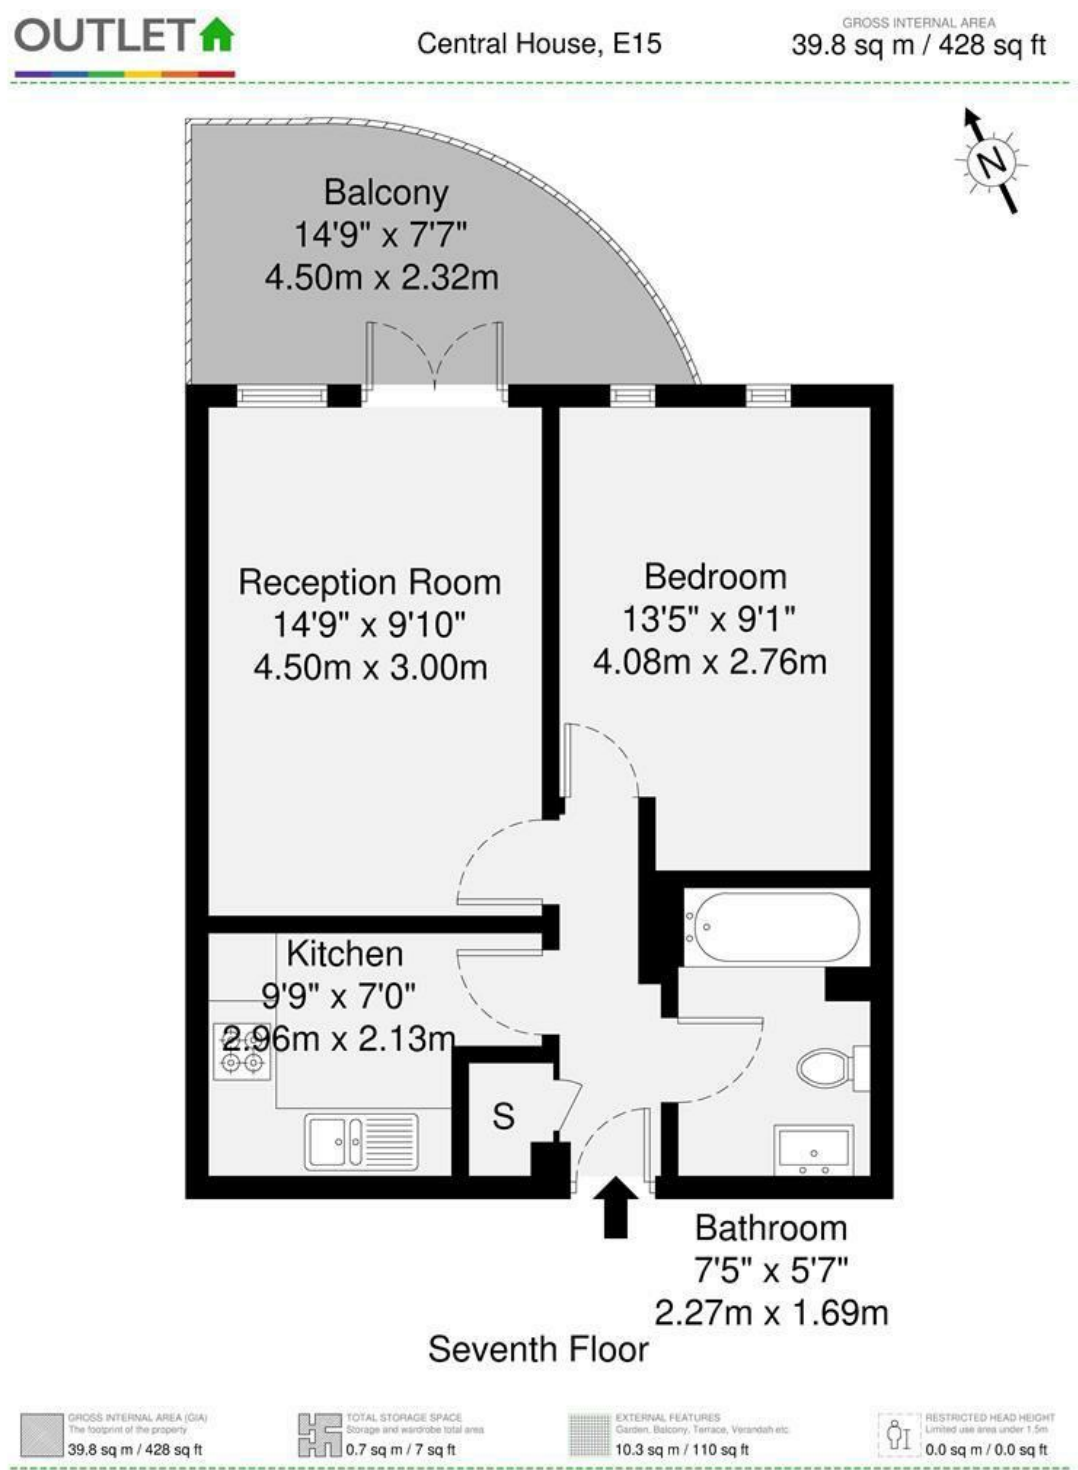 OUTLET
Central House, E15
GROSS INTERNAL AREA
39.8 sq m / 428 sq ft
N
Balcony
14'9" x 7'7"
4.50m x 2.32m
Reception Room
14'9" x 9'10"
4.50m x 3.00m
Bedroom
13'5" x 9'1"
4.08m x 2.76m
Kitchen
9'9" x 7'0"
2.96m x 2.13m
S
Bathroom
7'5" x 5'7"
2.27m x 1.69m
Seventh Floor
GROSS INTERNAL AREA (GIA)
The footprint of the property
39.8 sq m / 428 sq ft
TOTAL STORAGE SPACE
Storage and wardrobe total area
0.7 sq m / 7 sq ft
EXTERNAL FEATURES
Garden, Balcony, Terrace, Verandah etc.
10.3 sq m / 110 sq ft
RESTRICTED HEAD HEIGHT
Limited use area under 1.5m
0.0 sq m / 0.0 sq ft